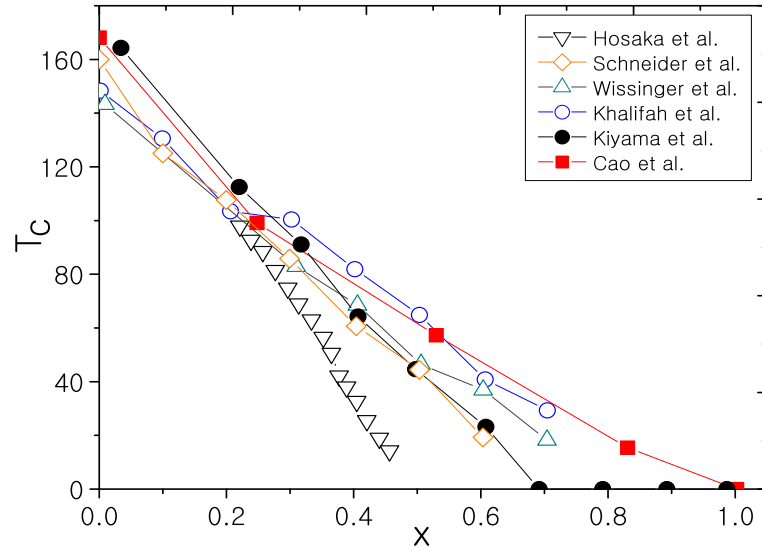 Hosaka et al.
Schneider et al.
Wissinger et al.
Khalifah et al.
Kiyama et al.
Cao et al.
160
120
80
40
0
T_C
0.0 0.2 0.4 0.6 0.8 1.0
x